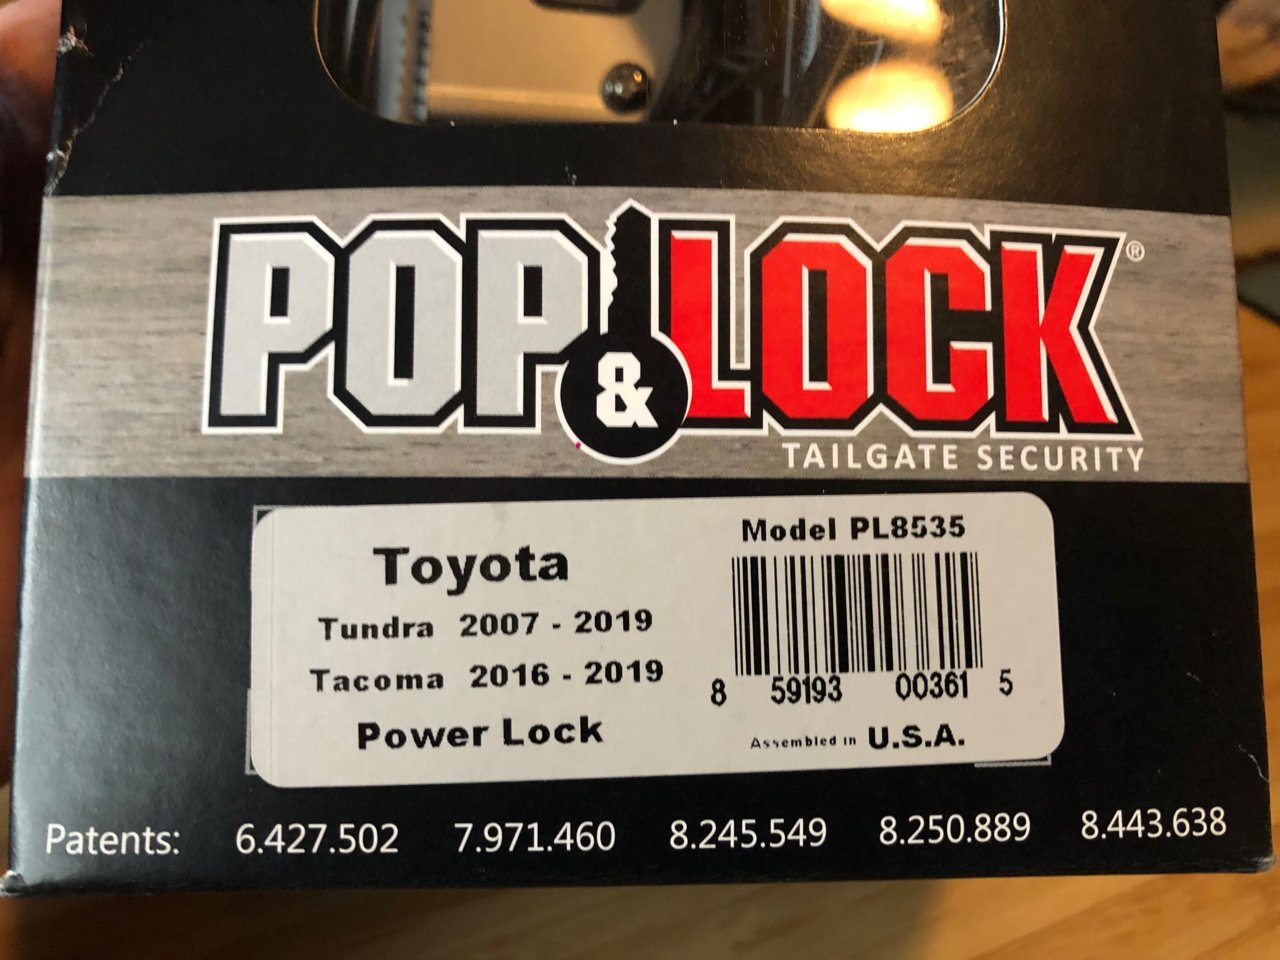 POP&LOCK®
TAILGATE SECURITY
Toyota
Tundra 2007 - 2019
Tacoma 2016 - 2019
Power Lock
Model PL8535
8 59193 00361 5
Assembled in U.S.A.
Patents: 6.427.502 7.971.460 8.245.549 8.250.889 8.443.638